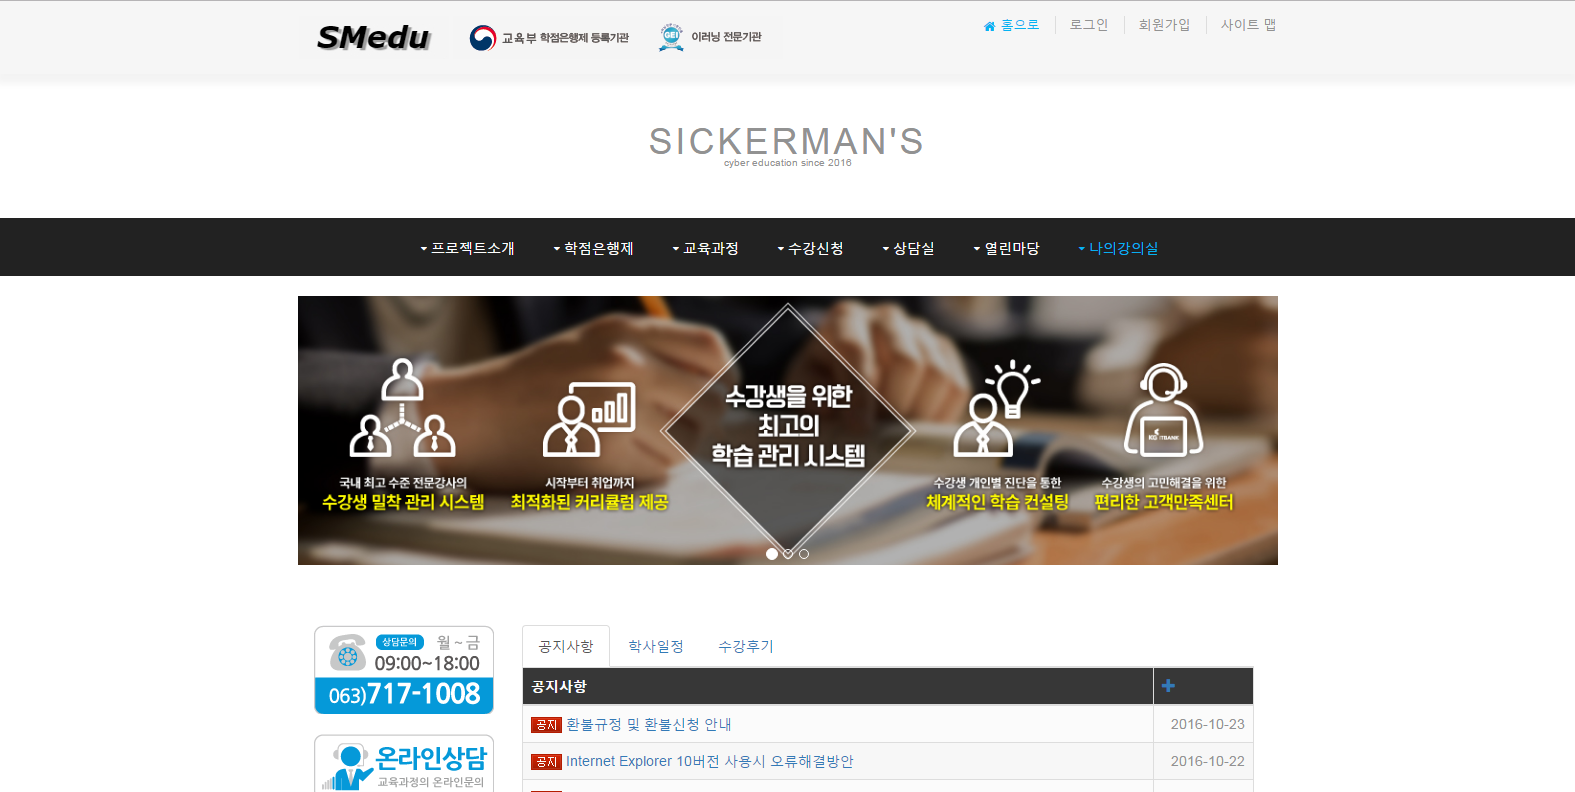 SMedu
교육부 학점은행제 등록기관
GEI
이러닝 전문기관
홈으로
로그인
회원가입
사이트 맵
SICKERMAN'S
cyber education since 2016
프로젝트소개
학점은행제
교육과정
수강신청
상담실
열린마당
나의강의실
수강생을 위한
최고의
학습 관리 시스템
국내 최고 수준 전문강사의
수강생 밀착 관리 시스템
시작부터 취업까지
최적화된 커리큘럼 제공
수강생 개인별 진단을 통한
체계적인 학습 컨설팅
KG ITBANK
수강생의 고민해결을 위한
편리한 고객만족센터
상담문의 월~금
09:00~18:00
063)717-1008
온라인상담
교육과정의 온라인문의
공지사항
학사일정
수강후기
공지사항
공지 환불규정 및 환불신청 안내 2016-10-23
공지 Internet Explorer 10버전 사용시 오류해결방안 2016-10-22